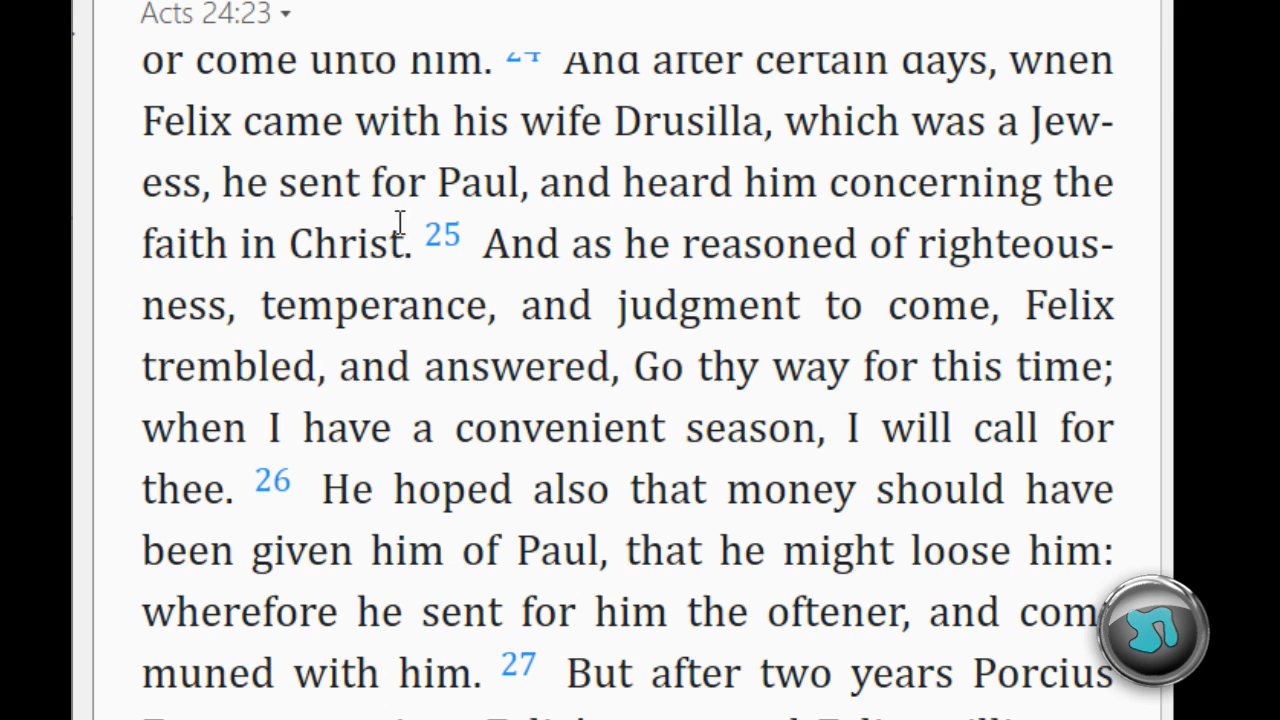 Acts 24:23
or come unto him. 24 And after certain days, when
Felix came with his wife Drusilla, which was a Jew-
ess, he sent for Paul, and heard him concerning the
faith in Christ. 25 And as he reasoned of righteous-
ness, temperance, and judgment to come, Felix
trembled, and answered, Go thy way for this time;
when I have a convenient season, I will call for
thee. 26 He hoped also that money should have
been given him of Paul, that he might loose him:
wherefore he sent for him the oftener, and com
muned with him. 27 But after two years Porcius